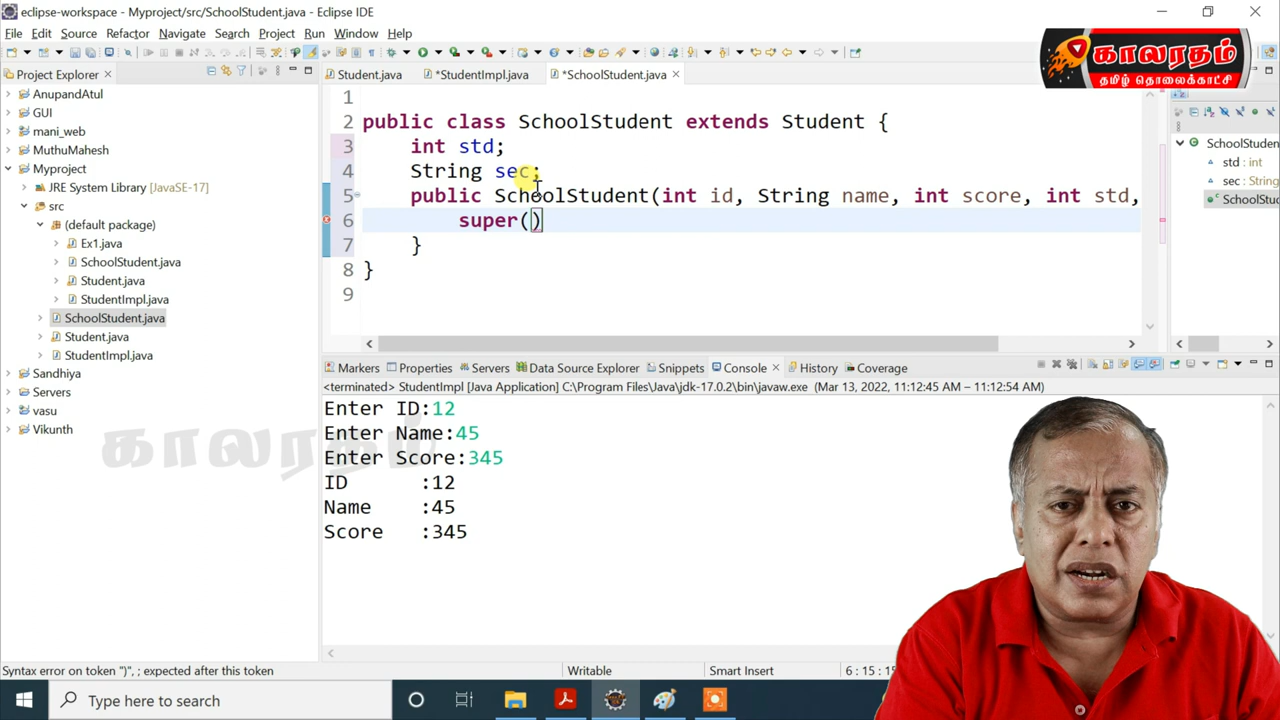 eclipse-workspace - Myproject/src/SchoolStudent.java - Eclipse IDE
File Edit Source Refactor Navigate Search Project Run Window Help
காலரதம்
தமிழ் தொலைக்காட்சி
Project Explorer
Student.java *StudentImpl.java *SchoolStudent.java
AnupandAtul
GUI
mani_web
MuthuMahesh
Myproject
JRE System Library [JavaSE-17]
src
(default package)
Ex1.java
SchoolStudent.java
Student.java
StudentImpl.java
SchoolStudent.java
Student.java
StudentImpl.java
Sandhiya
Servers
vasu
Vikunth
1
2 public class SchoolStudent extends Student {
3 int std;
4 String sec;
5 public SchoolStudent(int id, String name, int score, int std,
6 super()
7 }
8 }
9
SchoolStuden
std : int
sec : String
SchoolStud
Markers Properties Servers Data Source Explorer Snippets Console History Coverage
<terminated> StudentImpl [Java Application] C:\Program Files\Java\jdk-17.0.2\bin\javaw.exe (Mar 13, 2022, 11:12:45 AM – 11:12:54 AM)
Enter ID:12
Enter Name:45
Enter Score:345
ID :12
Name :45
Score :345
காலரதம்
Syntax error on token ")", ; expected after this token
Writable
Smart Insert
6 : 15 : 15
Type here to search